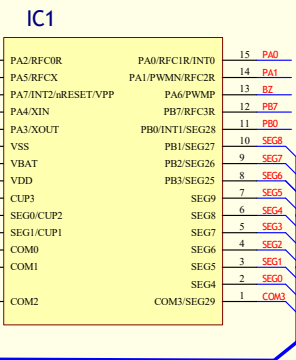 IC1
PA2/RFC0R PA0/RFC1R/INT0 15 PA0
PA5/RFCX PA1/PWMN/RFC2R 14 PA1
PA7/INT2/nRESET/VPP PA6/PWMP 13 BZ
PA4/XIN PB7/RFC3R 12 PB7
PA3/XOUT PB0/INT1/SEG28 11 PB0
VSS PB1/SEG27 10 SEG8
VBAT PB2/SEG26 9 SEG7
VDD PB3/SEG25 8 SEG6
CUP3 SEG9 7 SEG5
SEG0/CUP2 SEG8 6 SEG4
SEG1/CUP1 SEG7 5 SEG3
COM0 SEG6 4 SEG2
COM1 SEG5 3 SEG1
SEG4 2 SEG0
COM2 COM3/SEG29 1 COM3